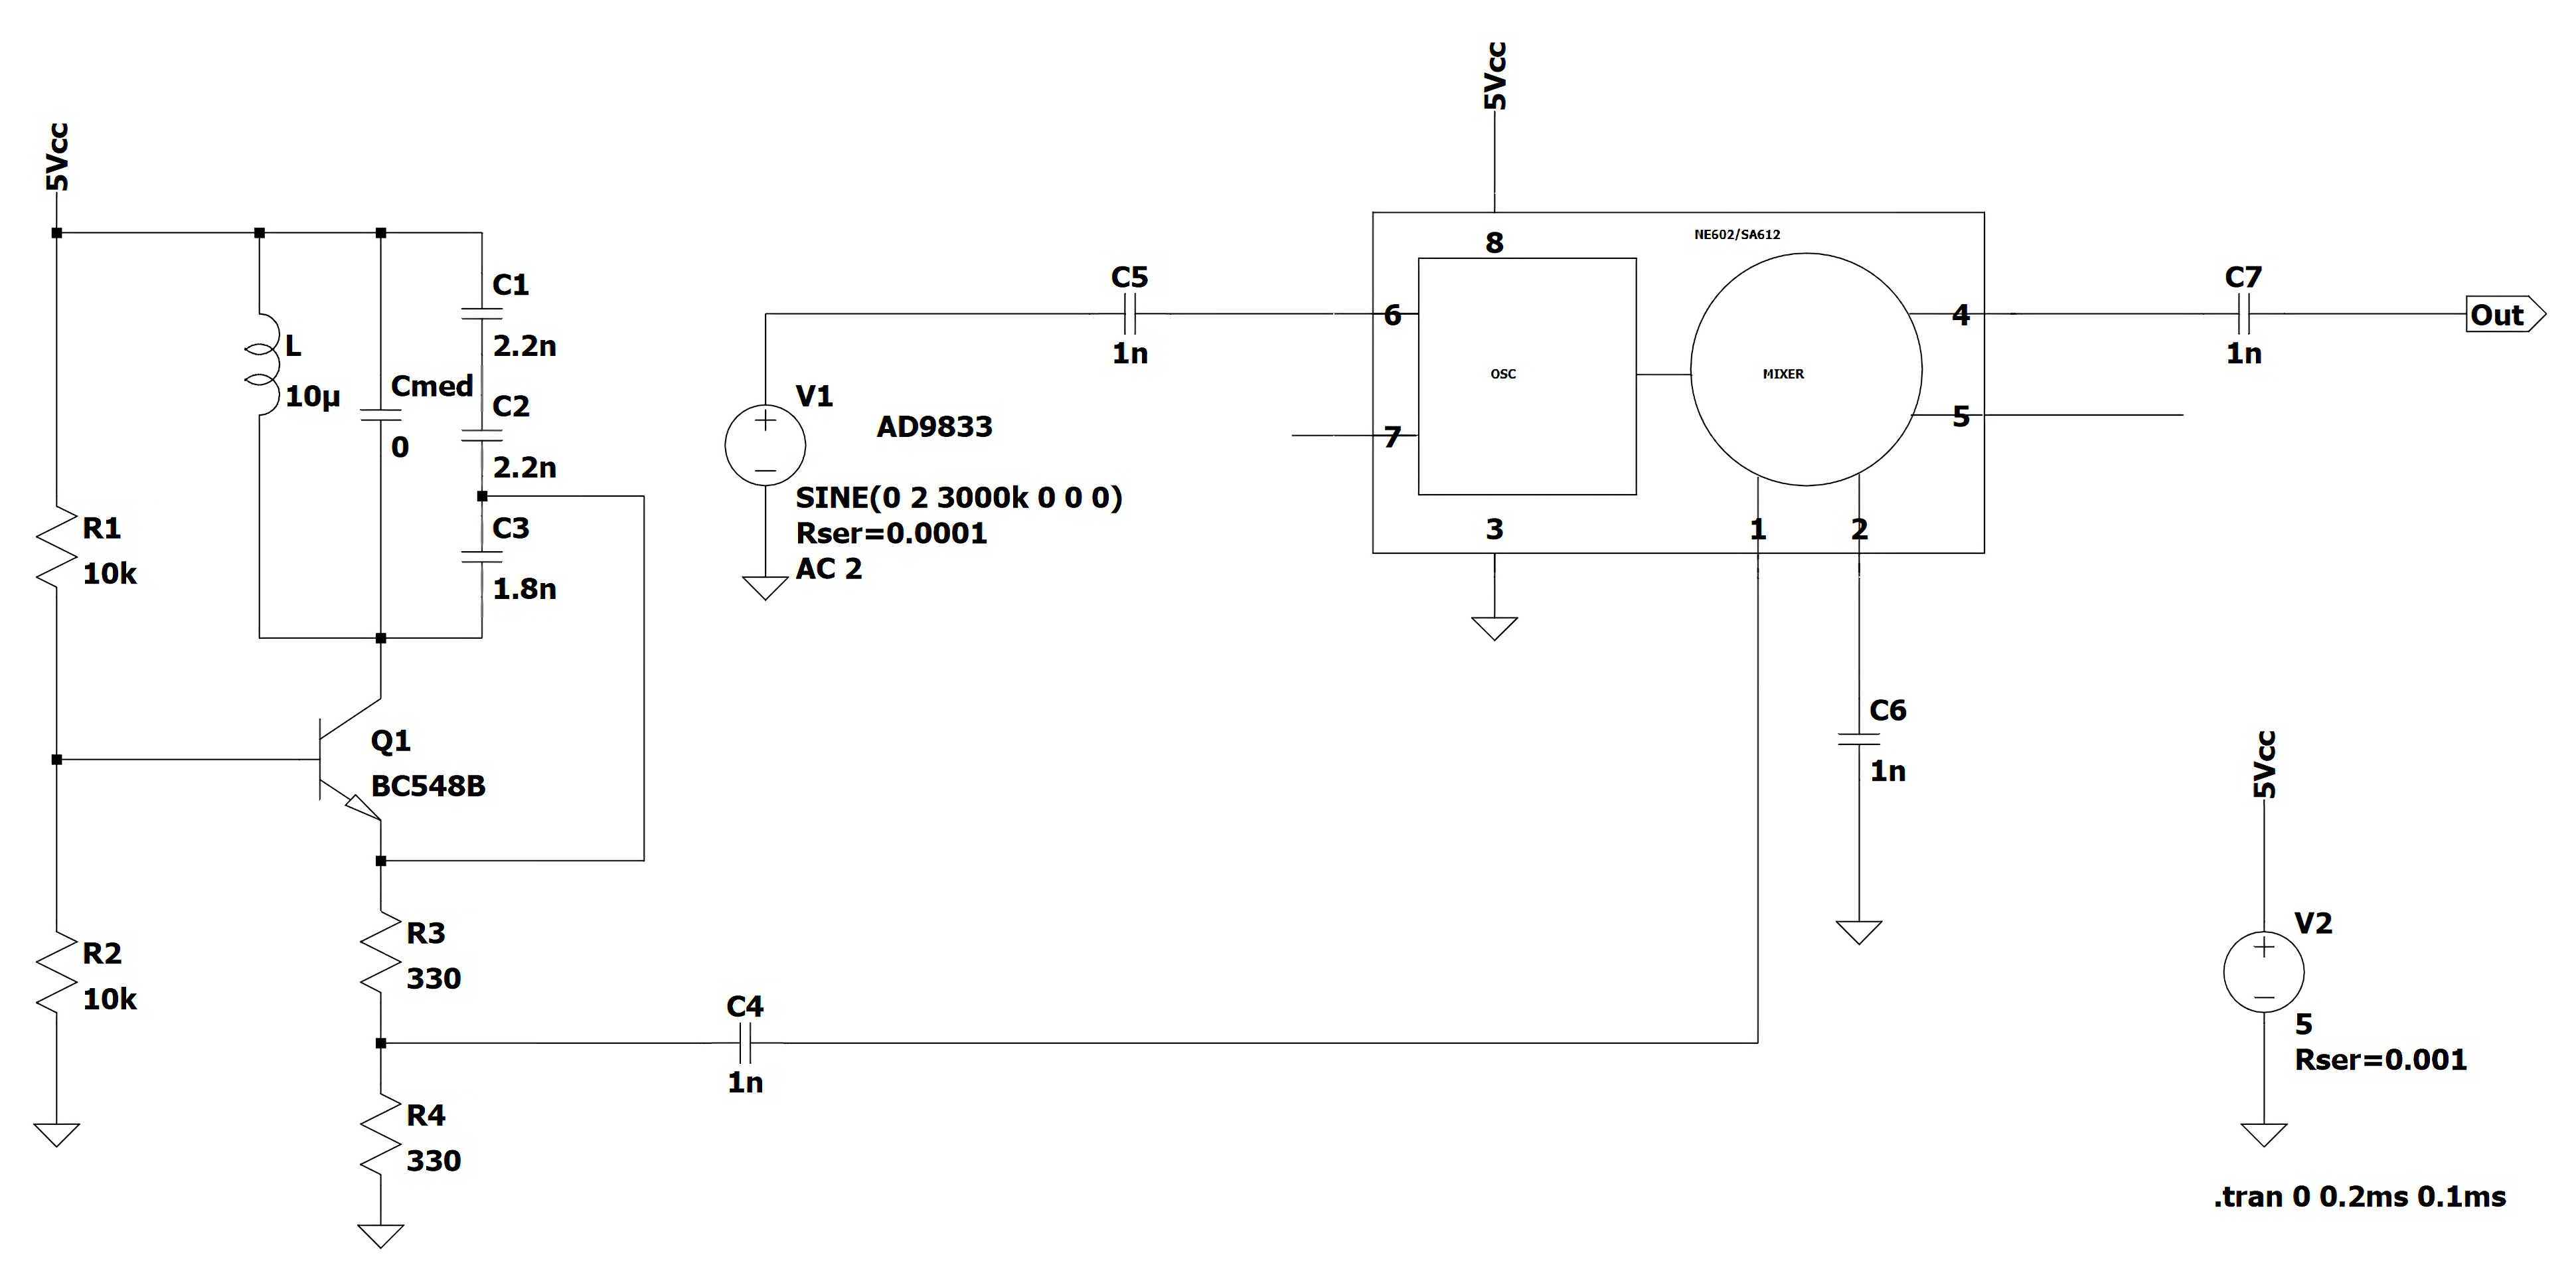 5Vcc
5Vcc
8
NE602/SA612
C5
1n
6
7
OSC
MIXER
4
5
3
1
2
C7
1n
Out
C1
2.2n
L
10µ
Cmed
0
C2
2.2n
C3
1.8n
V1
AD9833
SINE(0 2 3000k 0 0 0)
Rser=0.0001
AC 2
R1
10k
Q1
BC548B
C6
1n
R2
10k
R3
330
C4
1n
R4
330
5Vcc
V2
5
Rser=0.001
.tran 0 0.2ms 0.1ms